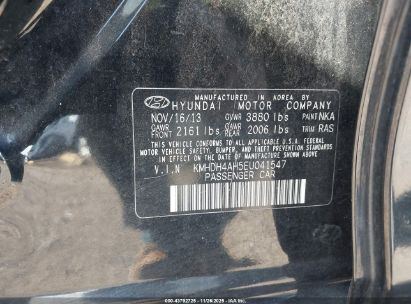 MANUFACTURED IN KOREA BY
HYUNDAI MOTOR COMPANY
NOV/16/13 GVWR 3880 lbs PAINT NKA
GAWR FRONT 2161 lbs GAWR REAR 2006 lbs TRIM RAS
THIS VEHICLE CONFORMS TO ALL APPLICABLE
U.S. FEDERAL MOTOR VEHICLE SAFETY, BUMPER, AND
THEFT PREVENTION STANDARDS IN EFFECT
ON THE DATE OF MANUFACTURE SHOWN ABOVE.
V.I.N KMHDH4AH5EU041547
PASSENGER CAR